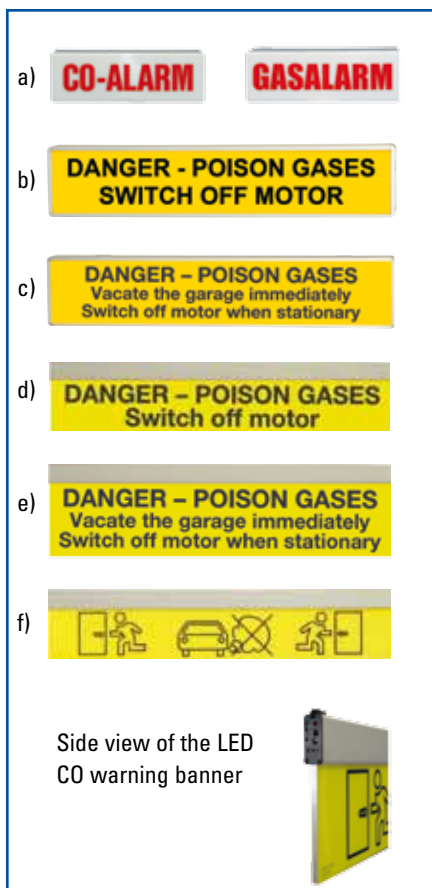 a) CO-ALARM GASALARM
b) DANGER - POISON GASES
SWITCH OFF MOTOR
c) DANGER – POISON GASES
Vacate the garage immediately
Switch off motor when stationary
d) DANGER – POISON GASES
Switch off motor
e) DANGER – POISON GASES
Vacate the garage immediately
Switch off motor when stationary
f)
Side view of the LED
CO warning banner